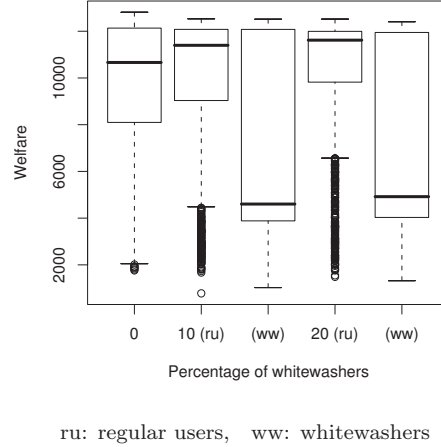 Welfare
10000
6000
2000
0 10 (ru) (ww) 20 (ru) (ww)
Percentage of whitewashers
ru: regular users, ww: whitewashers